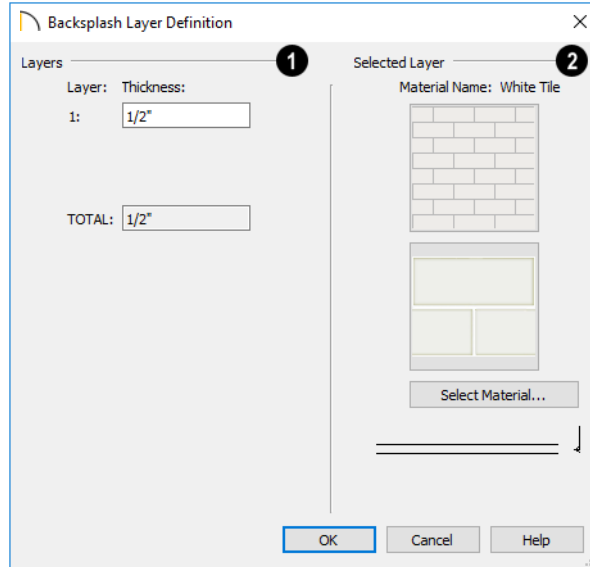 Backsplash Layer Definition
Layers 1
Layer: Thickness:
1: 1/2"
TOTAL: 1/2"
Selected Layer 2
Material Name: White Tile
Select Material...
OK Cancel Help